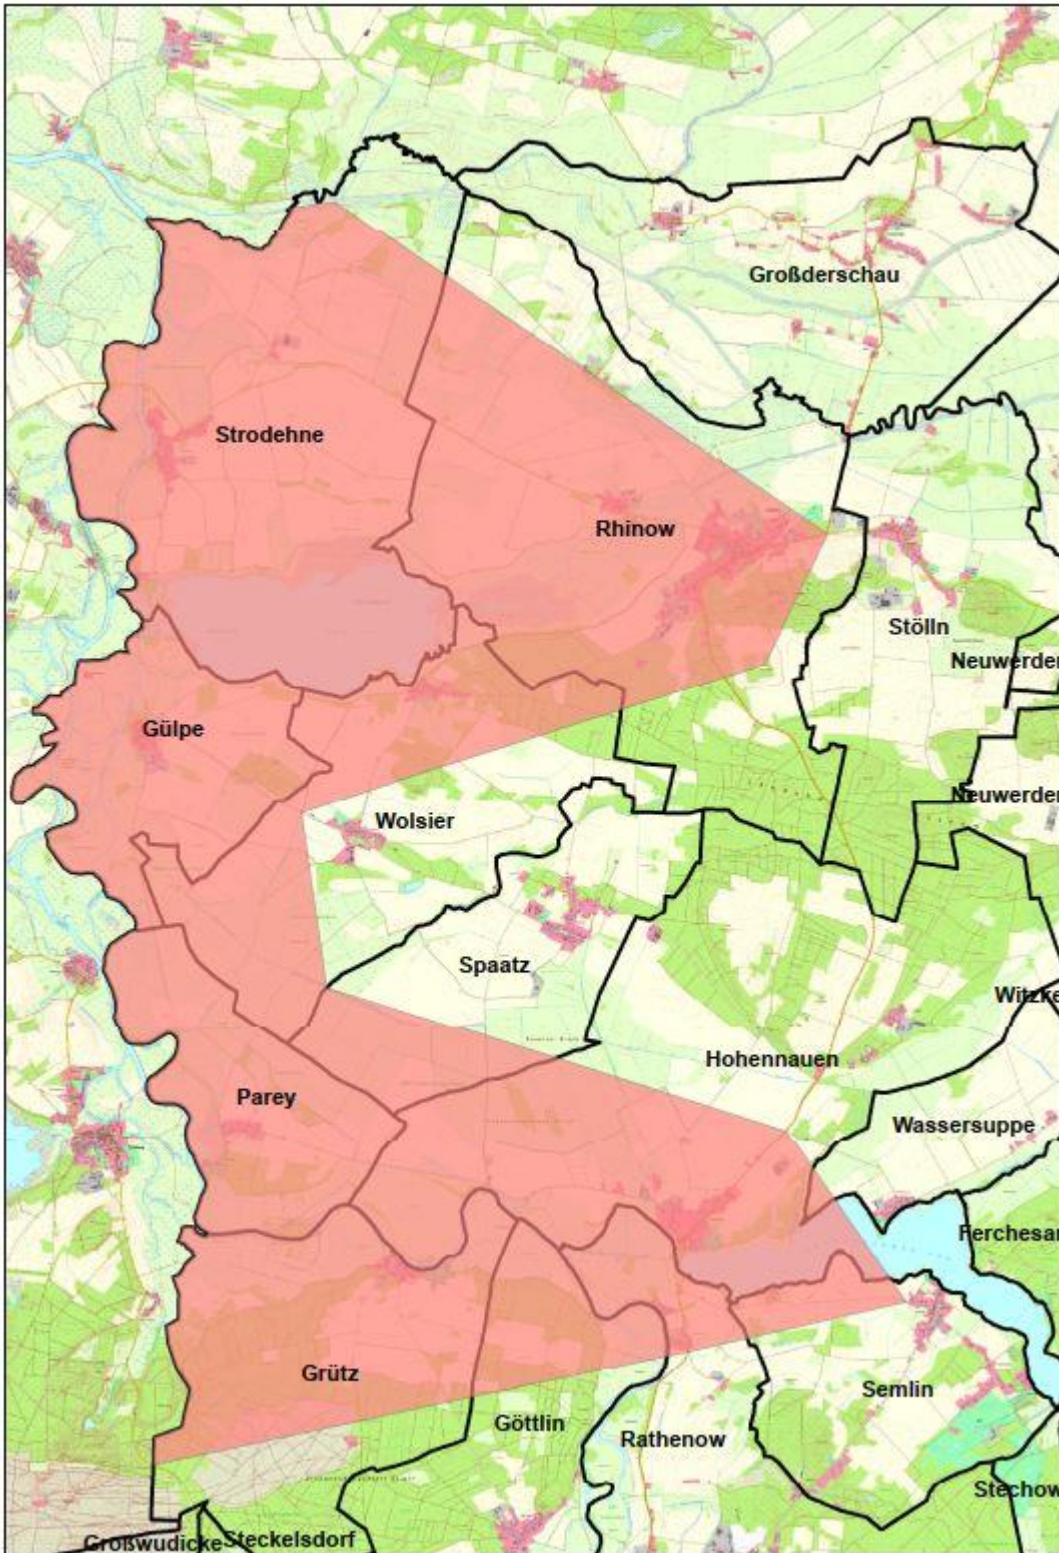 Großderschau
Strodehne
Rhinow
Stölln
Neuwerder
Gülpe
Neuwerder
Wolsier
Spaatz
Witzke
Hohennauen
Parey
Wassersuppe
Ferchesar
Grütz
Semlin
Göttlin
Rathenow
Stechow
Großwudicke
Steckelsdorf